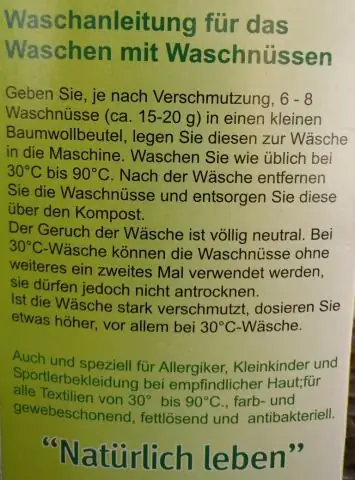 Waschanleitung für das
Waschen mit Waschnüssen
Geben Sie, je nach Verschmutzung, 6 - 8
Waschnüsse (ca. 15-20 g) in einen kleinen
Baumwollbeutel, legen Sie diesen zur Wäsche
in die Maschine. Waschen Sie wie üblich bei
30°C bis 90°C. Nach der Wäsche entfernen
Sie die Waschnüsse und entsorgen Sie diese
über den Kompost.
Der Geruch der Wäsche ist völlig neutral. Bei
30°C-Wäsche können die Waschnüsse ohne
weiteres ein zweites Mal verwendet werden,
sie dürfen jedoch nicht antrocknen.
Ist die Wäsche stark verschmutzt, dosieren Sie
etwas höher, vor allem bei 30°C-Wäsche.
Auch und speziell für Allergiker, Kleinkinder und
Sportlerbekleidung bei empfindlicher Haut;für
alle Textilien von 30° bis 90°C., farb- und
gewebeschonend, fettlösend und antibakteriell.
“Natürlich leben”